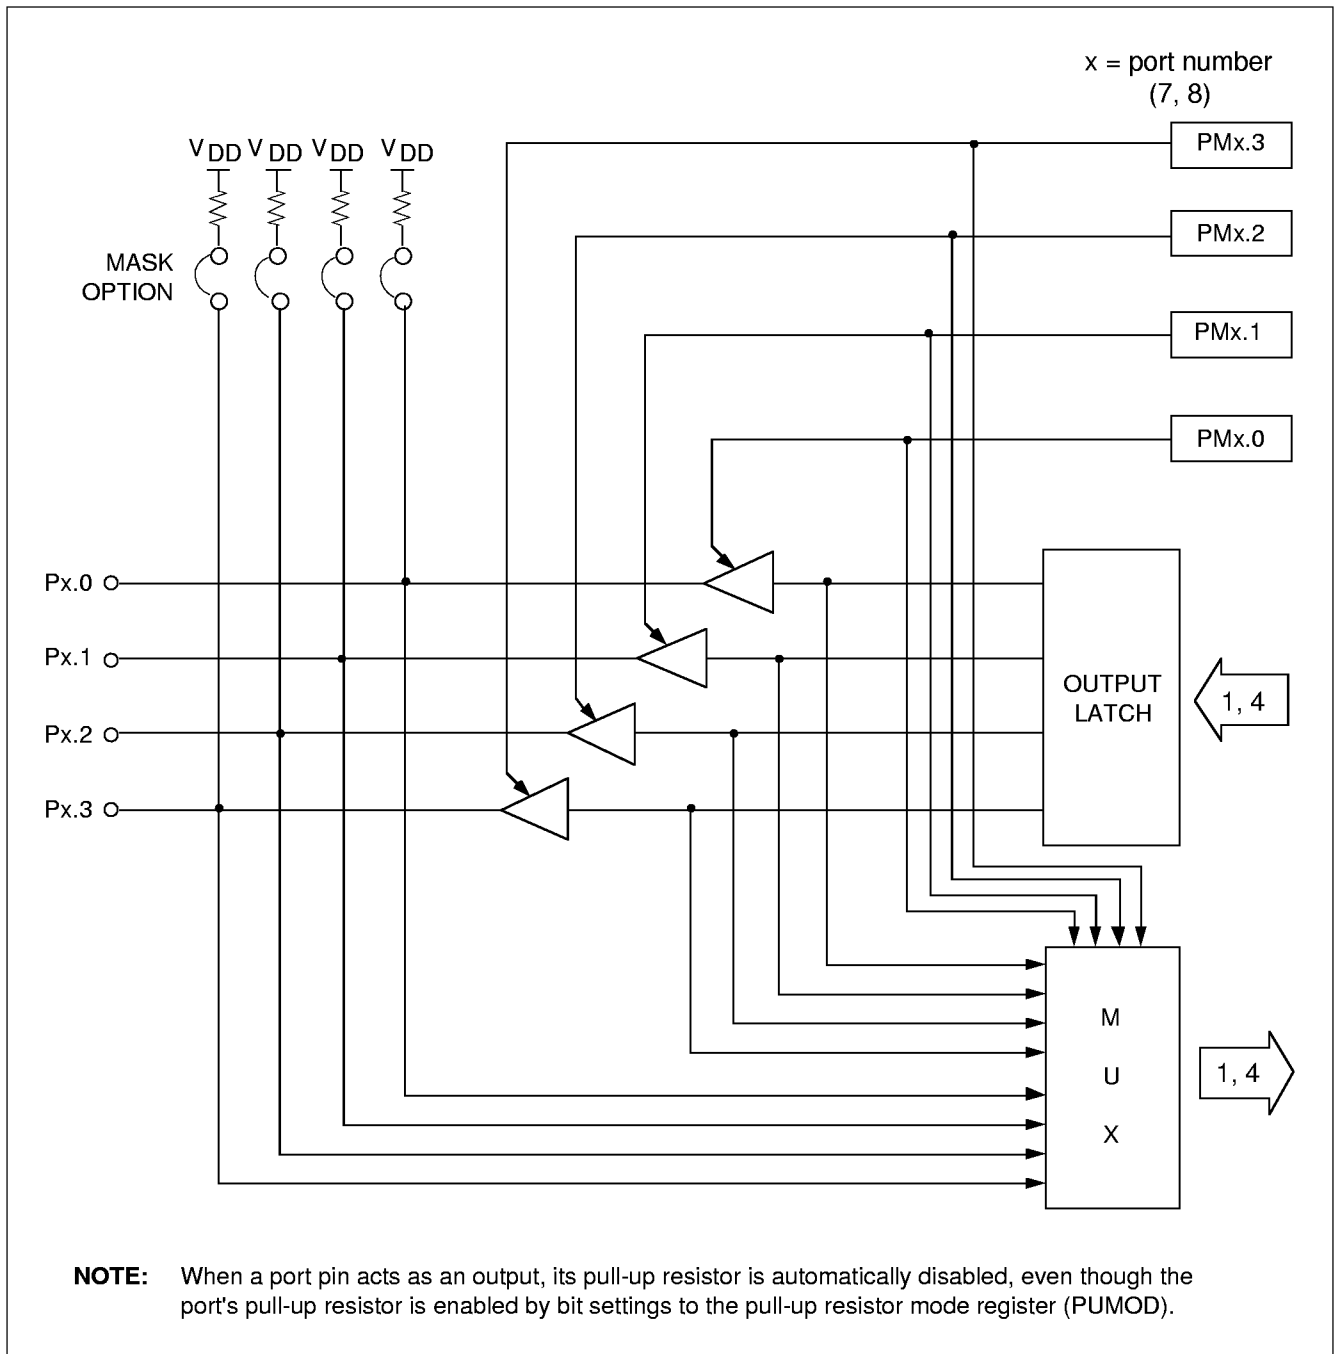 x = port number
(7, 8)
PMx.3
VDD VDD VDD VDD
PMx.2
MASK
OPTION
PMx.1
PMx.0
Px.0
Px.1
OUTPUT
LATCH
1, 4
Px.2
Px.3
M
U
X
1, 4
NOTE: When a port pin acts as an output, its pull-up resistor is automatically disabled, even though the
port's pull-up resistor is enabled by bit settings to the pull-up resistor mode register (PUMOD).